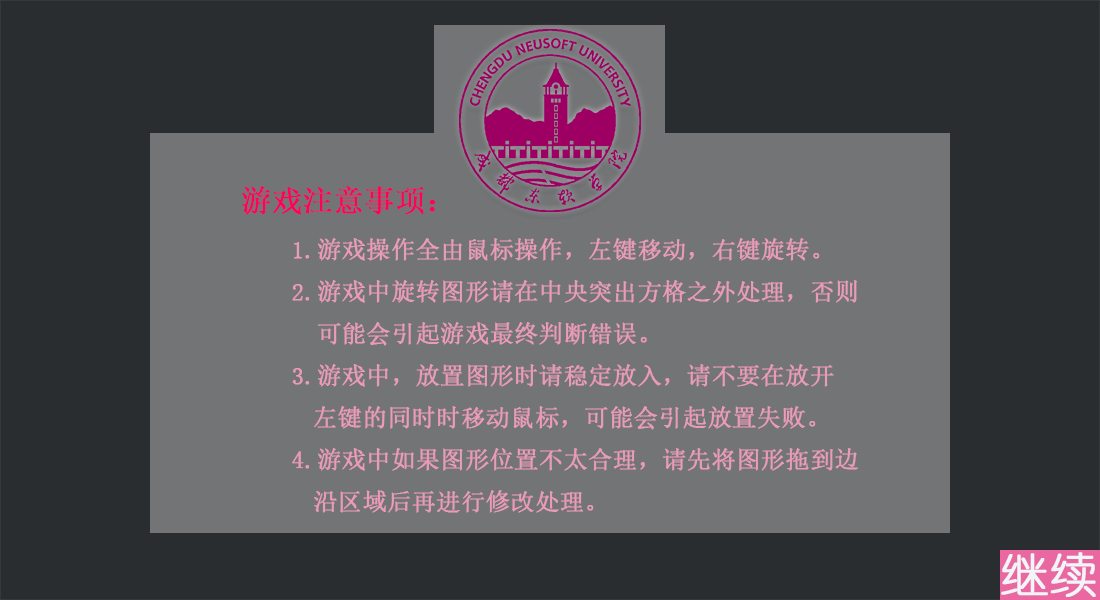 CHENGDU NEUSOFT UNIVERSITY
成都东软学院
游戏注意事项：
1.游戏操作全由鼠标操作，左键移动，右键旋转。
2.游戏中旋转图形请在中央突出方格之外处理，否则
可能会引起游戏最终判断错误。
3.游戏中，放置图形时请稳定放入，请不要在放开
左键的同时时移动鼠标，可能会引起放置失败。
4.游戏中如果图形位置不太合理，请先将图形拖到边
沿区域后再进行修改处理。
继续